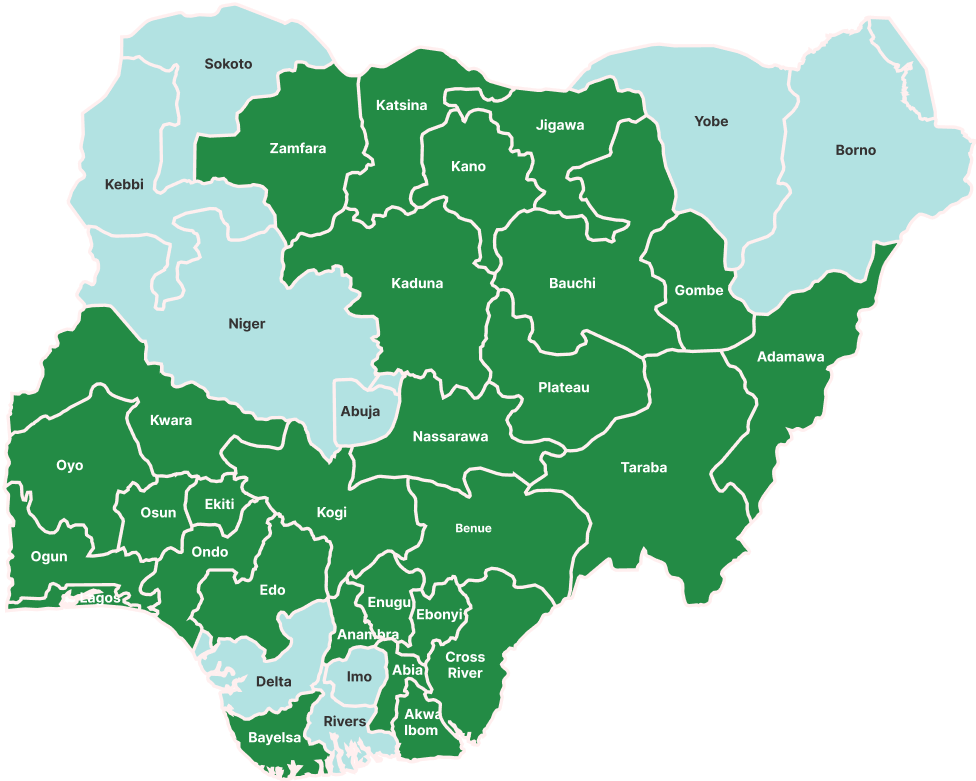 Sokoto
Katsina
Jigawa
Yobe
Zamfara
Borno
Kano
Kebbi
Kaduna
Bauchi
Gombe
Niger
Adamawa
Plateau
Abuja
Kwara
Nassarawa
Oyo
Taraba
Ekiti
Osun
Kogi
Benue
Ogun
Ondo
Edo
Lagos
Enugu
Ebonyi
Anambra
Cross
River
Abia
Imo
Delta
Akwa
Ibom
Rivers
Bayelsa